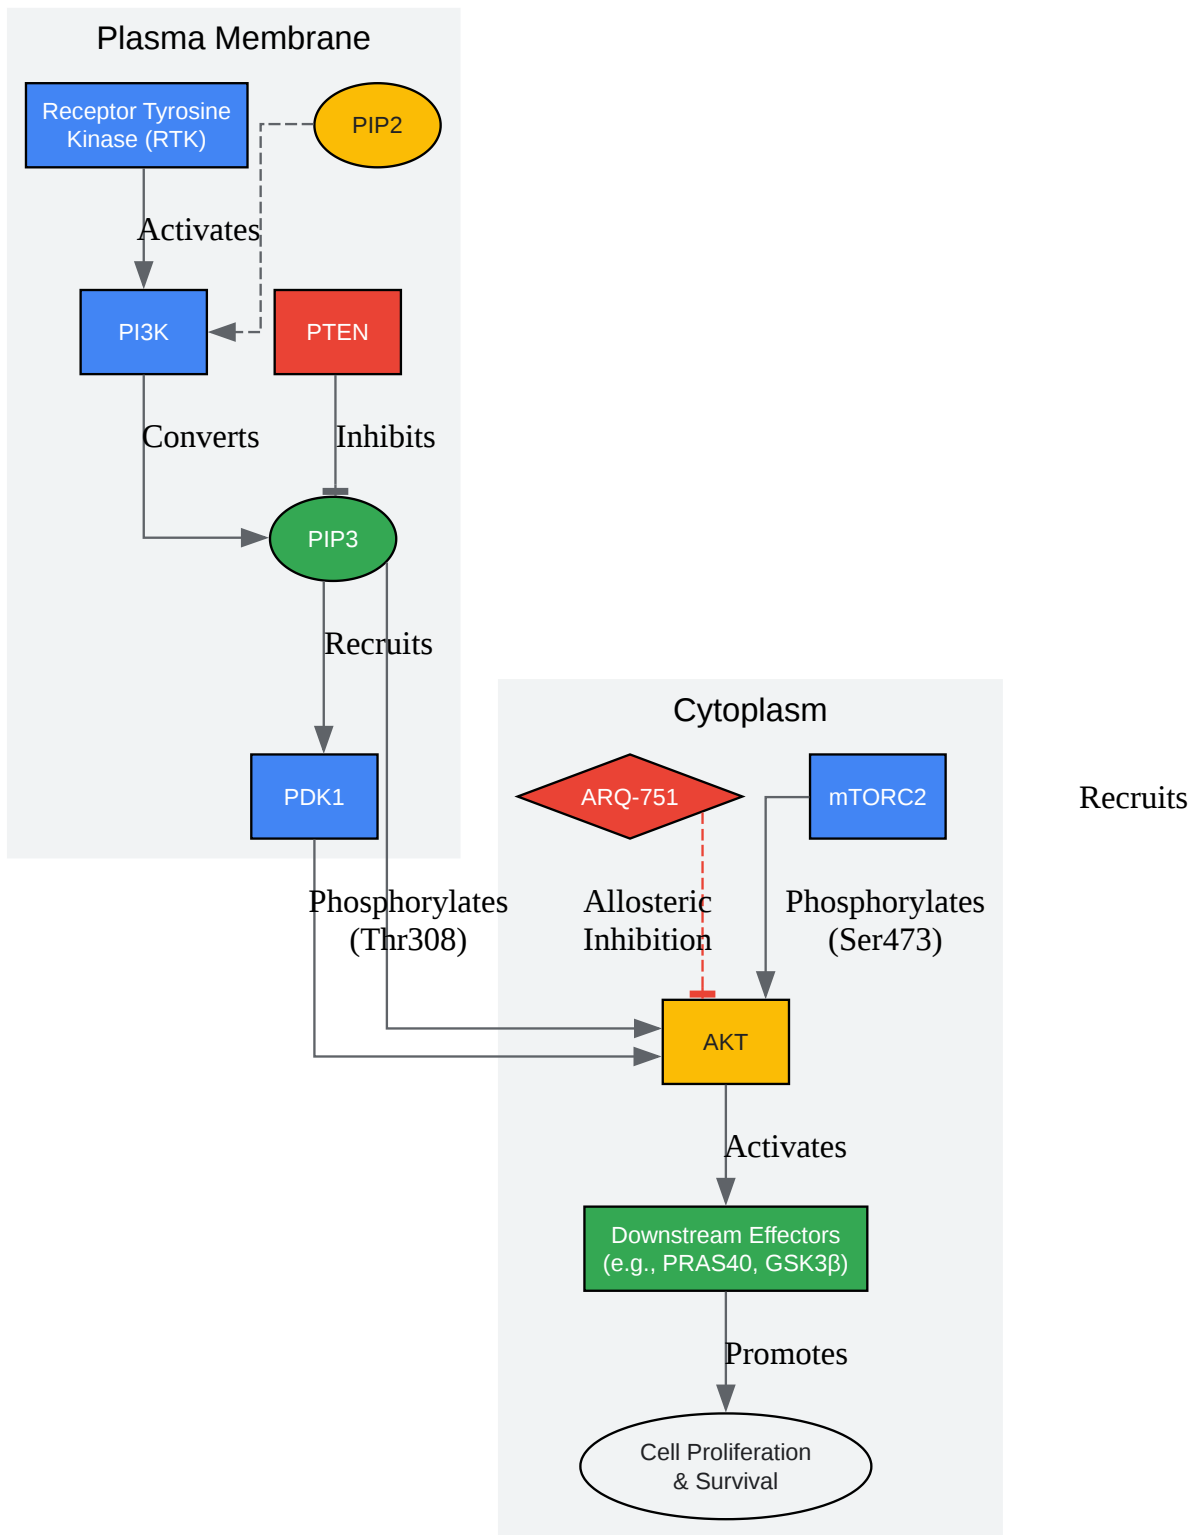 Plasma Membrane
Receptor Tyrosine
Kinase (RTK)
PIP2
Activates
PI3K
PTEN
Converts
Inhibits
PIP3
Recruits
Cytoplasm
PDK1
ARQ-751
mTORC2
Recruits
Phosphorylates
(Thr308)
Allosteric
Inhibition
Phosphorylates
(Ser473)
AKT
Activates
Downstream Effectors
(e.g., PRAS40, GSK3β)
Promotes
Cell Proliferation
& Survival